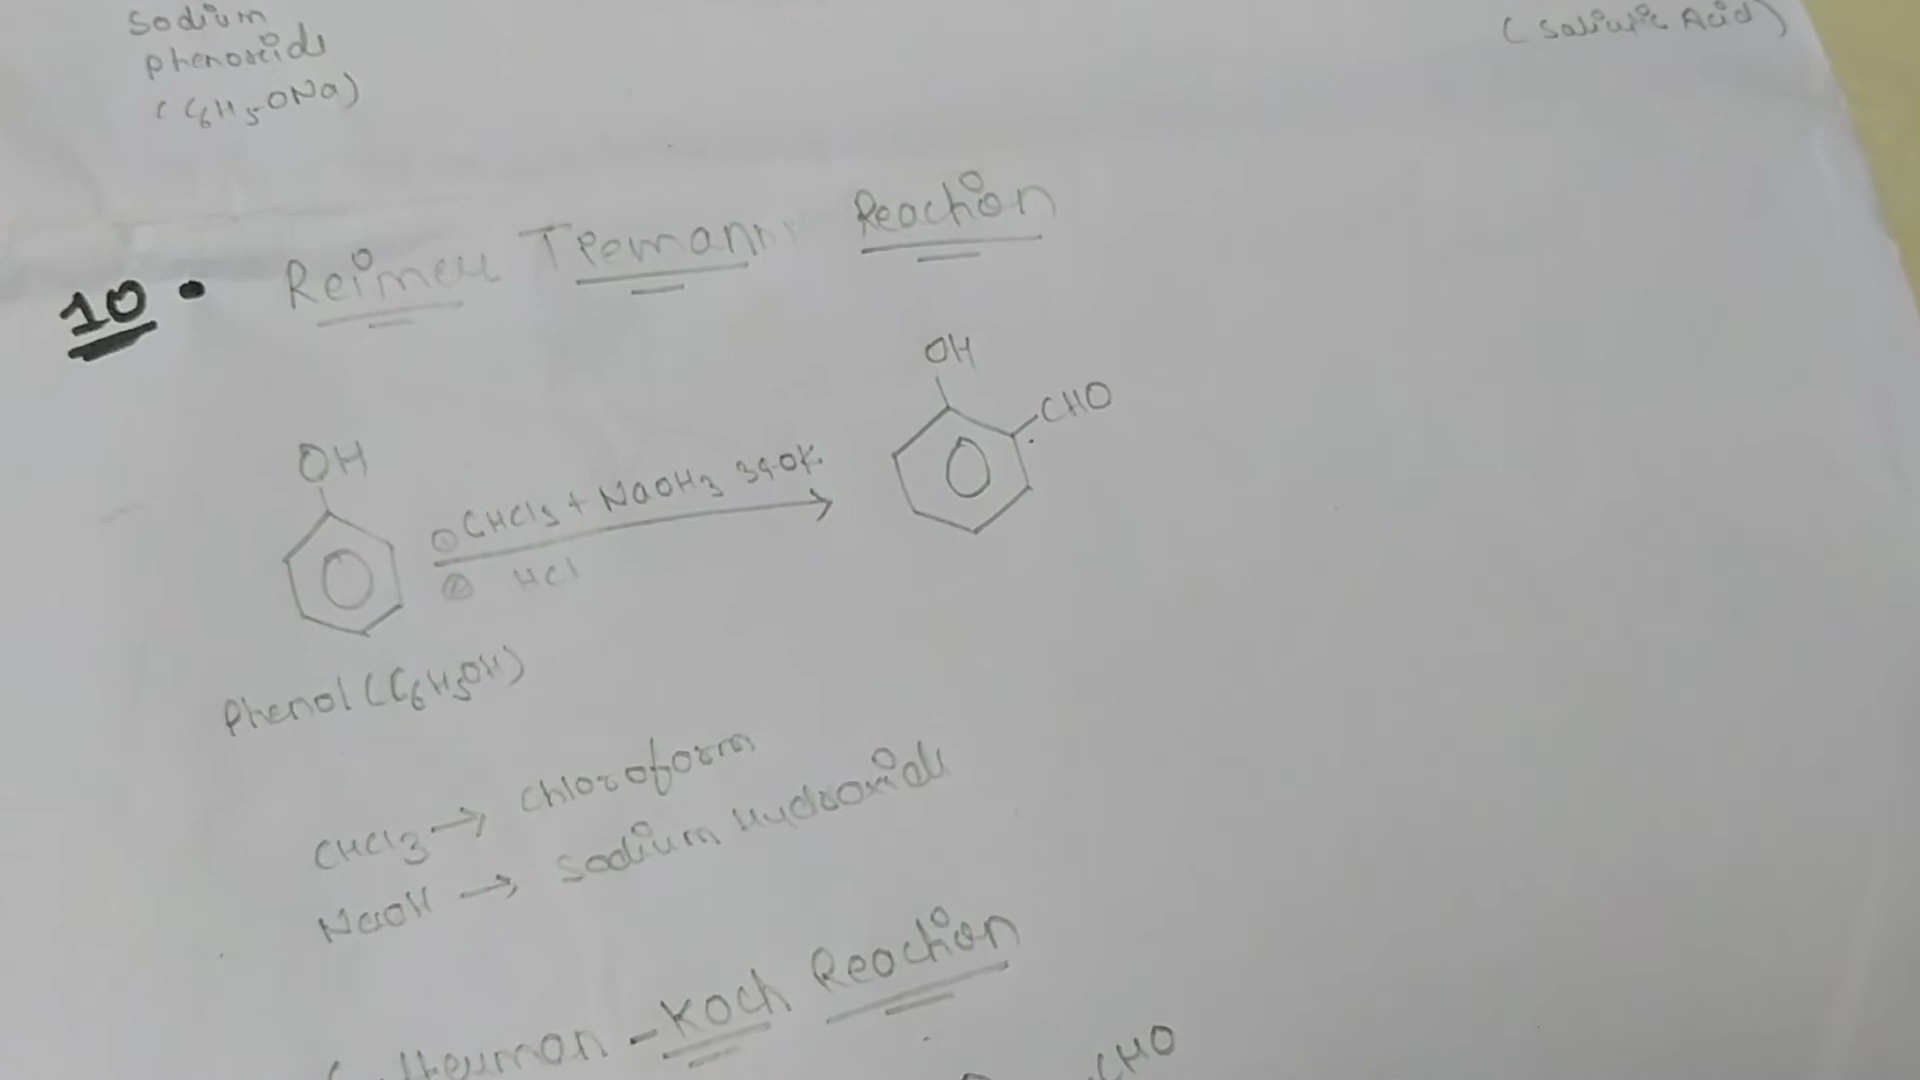 Sodium
phenoxide
(C6H5ONa)
(Salicylic Acid)
10. Reimer Tiemann Reaction
OH
CHO
OH
① CHCl3 + NaOH3 340K
② HCl
Phenol (C6H5OH)
CHCl3 → Chloroform
NaOH → Sodium Hydroxide
- Koch Reaction
CHO